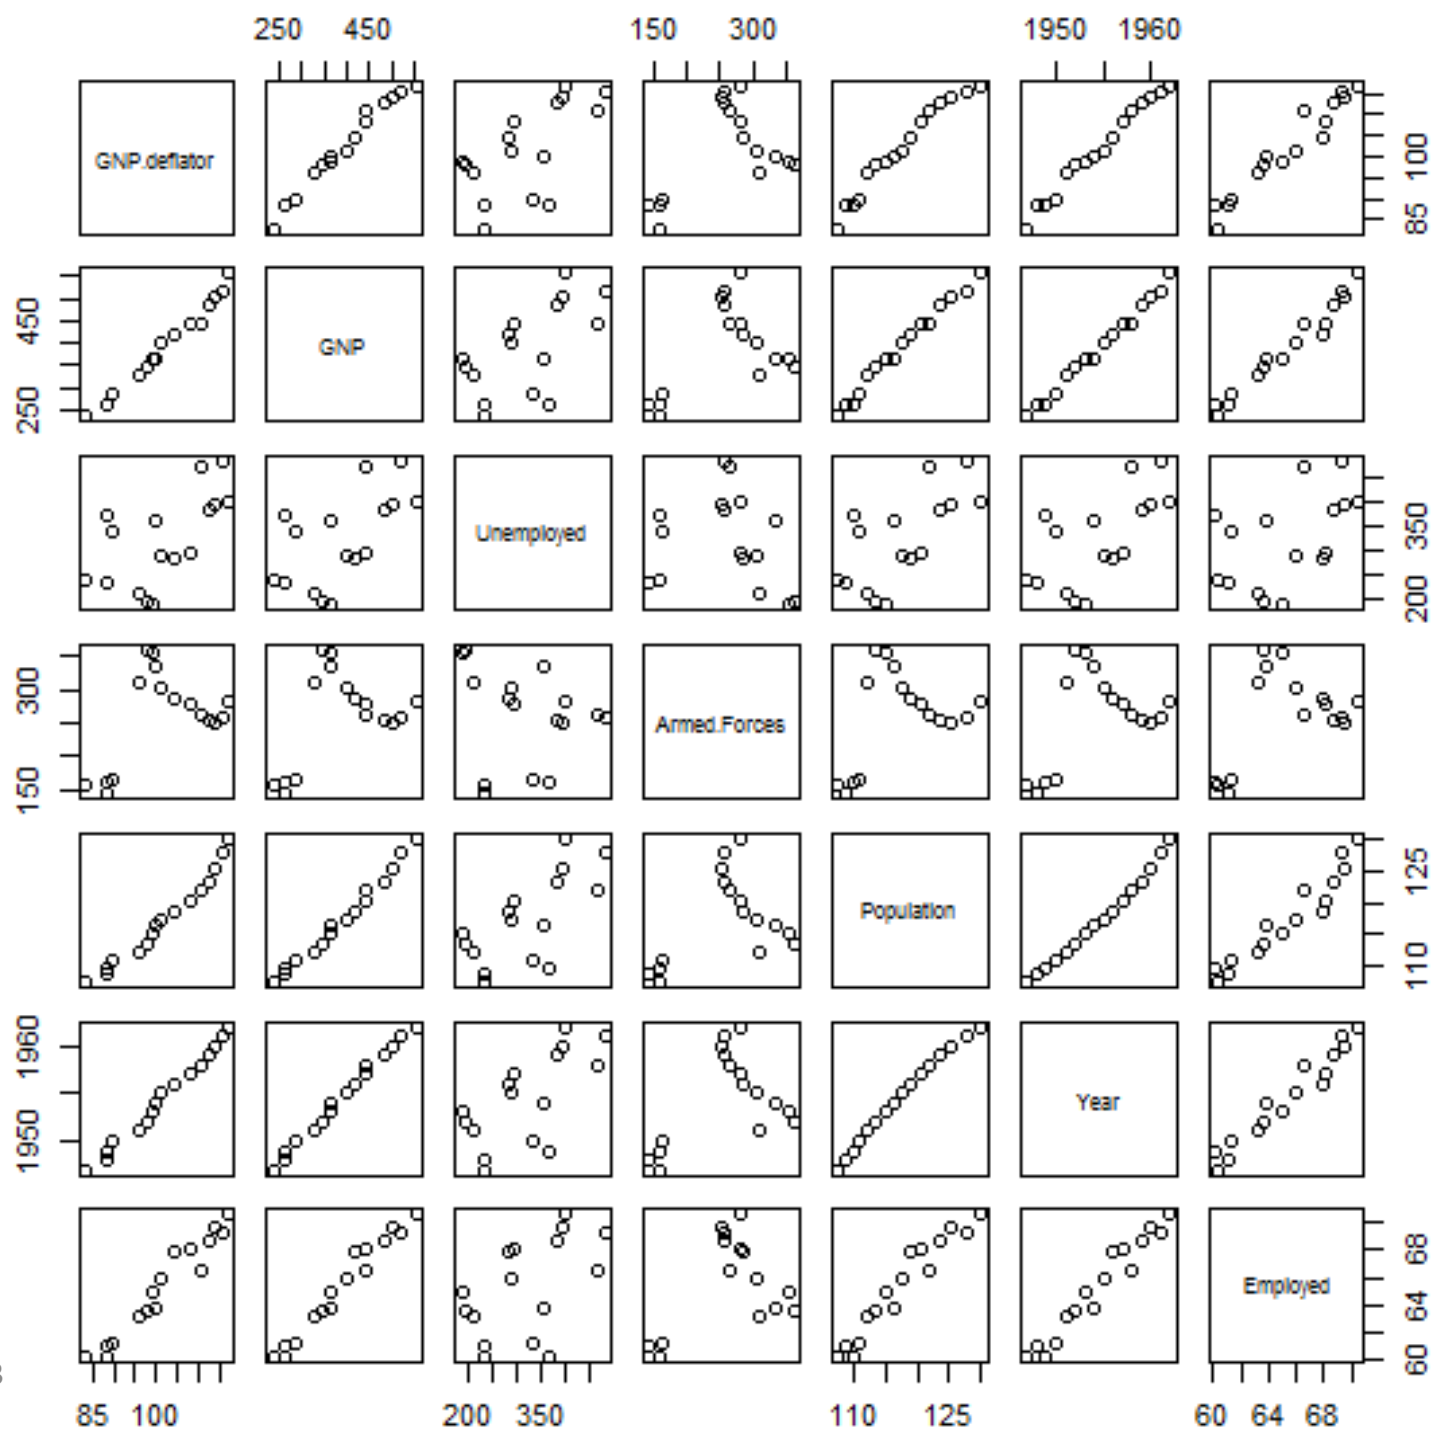 250 450 150 300 1950 1960
GNP.deflator 85 100
250 450 GNP
Unemployed 200 350
150 300 Armed.Forces
Population 110 125
1950 1960 Year
Employed 60 64 68
85 100 200 350 110 125 60 64 68